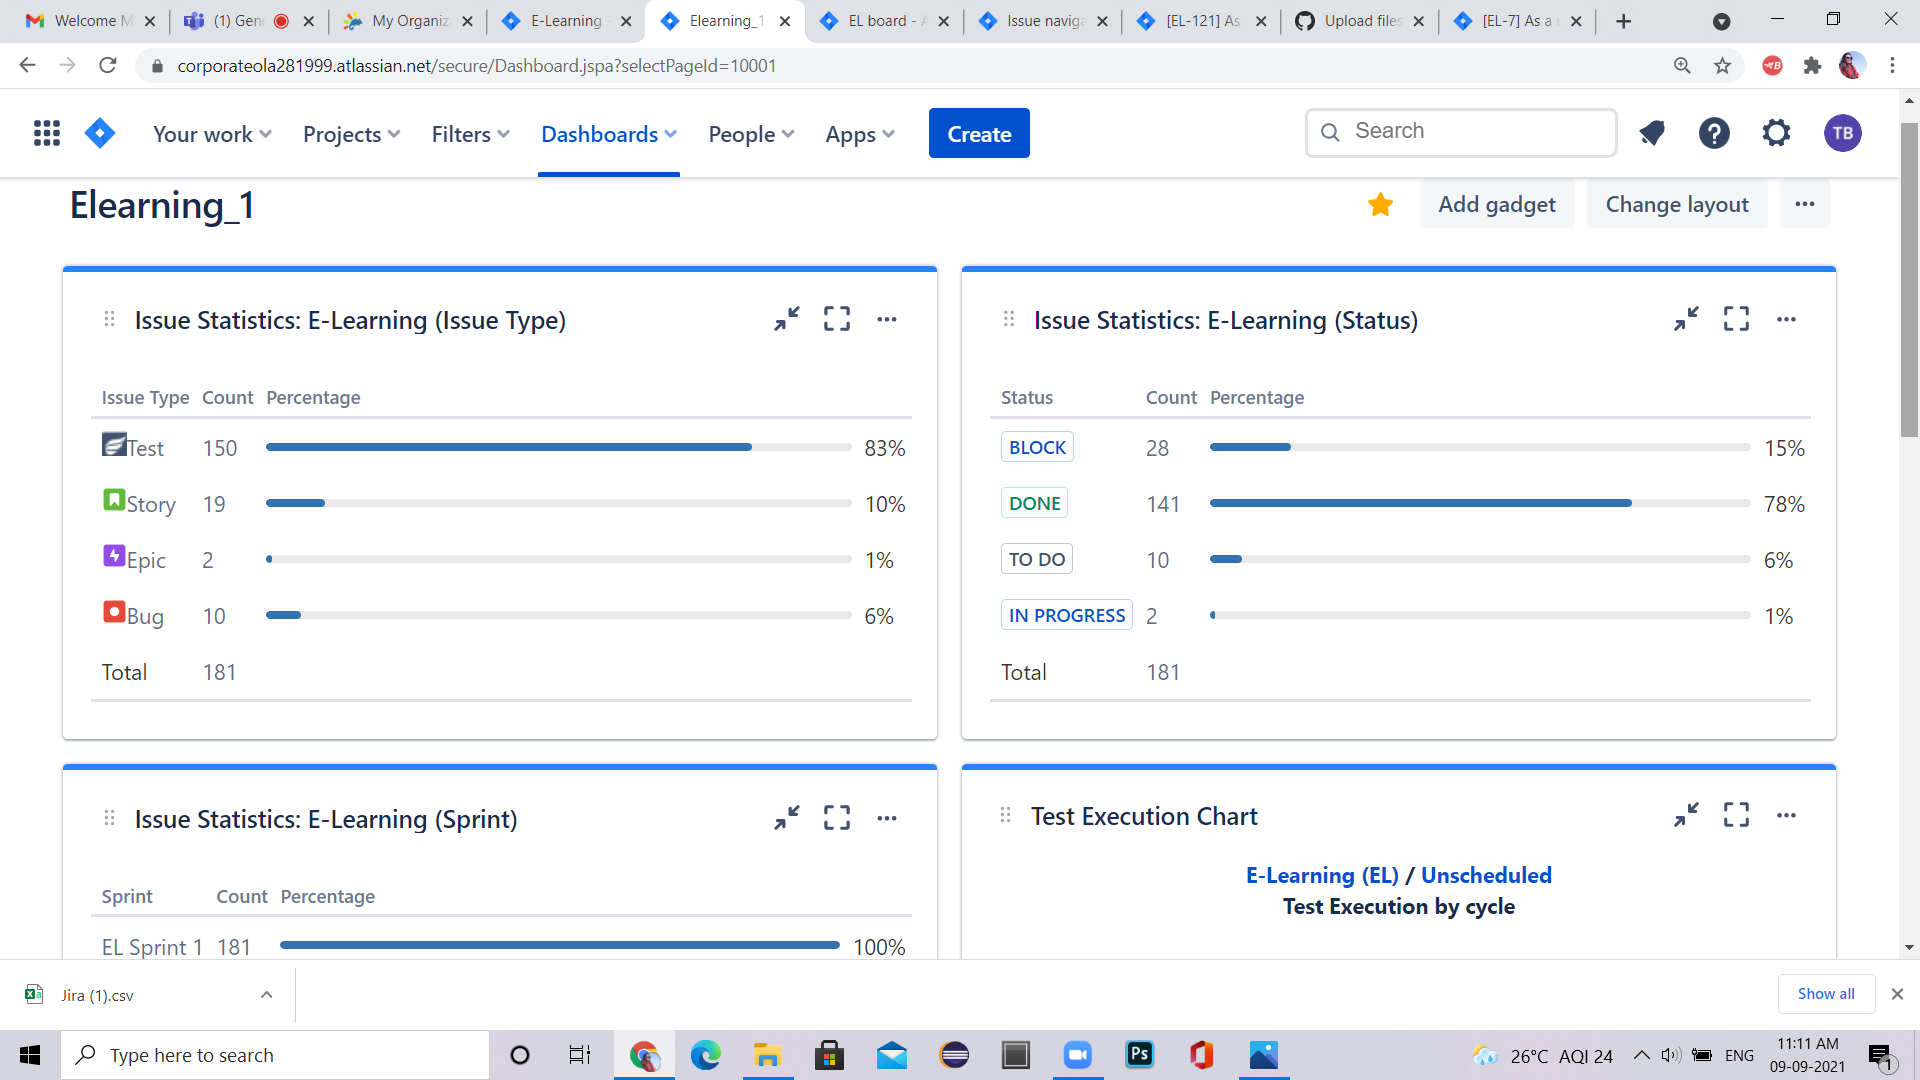 Welcome M
(1) Gene
My Organiz
E-Learning -
Elearning_1
EL board - A
Issue naviga
[EL-121] As
Upload files
[EL-7] As a u
corporateola281999.atlassian.net/secure/Dashboard.jspa?selectPageId=10001
Your work Projects Filters Dashboards People Apps Create Search TB
Elearning_1 Add gadget Change layout
Issue Statistics: E-Learning (Issue Type)
Issue Type Count Percentage
Test 150 83%
Story 19 10%
Epic 2 1%
Bug 10 6%
Total 181
Issue Statistics: E-Learning (Status)
Status Count Percentage
BLOCK 28 15%
DONE 141 78%
TO DO 10 6%
IN PROGRESS 2 1%
Total 181
Issue Statistics: E-Learning (Sprint)
Sprint Count Percentage
EL Sprint 1 181 100%
Test Execution Chart
E-Learning (EL) / Unscheduled
Test Execution by cycle
Jira (1).csv
Show all
Type here to search
Ps
26°C AQI 24
ENG
11:11 AM
09-09-2021
1